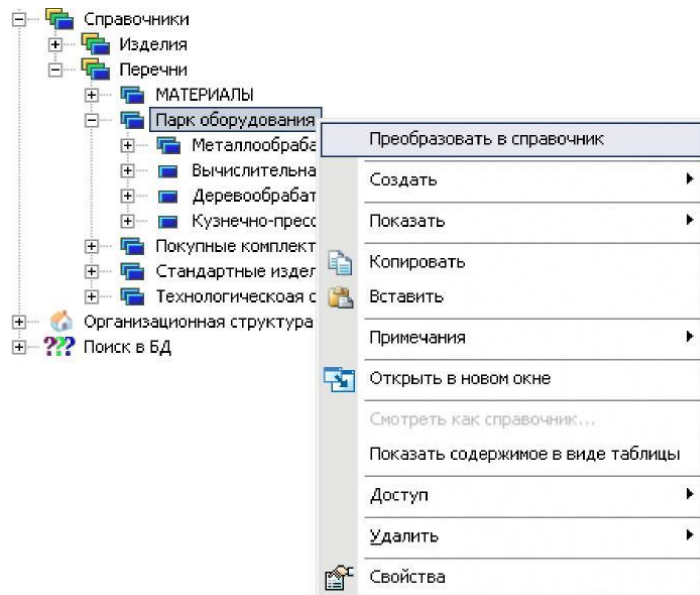 Справочники
Изделия
Перечни
МАТЕРИАЛЫ
Парк оборудования
Металлообраба
Вычислительна
Деревообрабат
Кузнечно-пресс
Покупные комплект
Стандартные издел
Технологическоая с
Организационная структура
??? Поиск в БД
Преобразовать в справочник
Создать
Показать
Копировать
Вставить
Примечания
Открыть в новом окне
Смотреть как справочник...
Показать содержимое в виде таблицы
Доступ
Удалить
Свойства